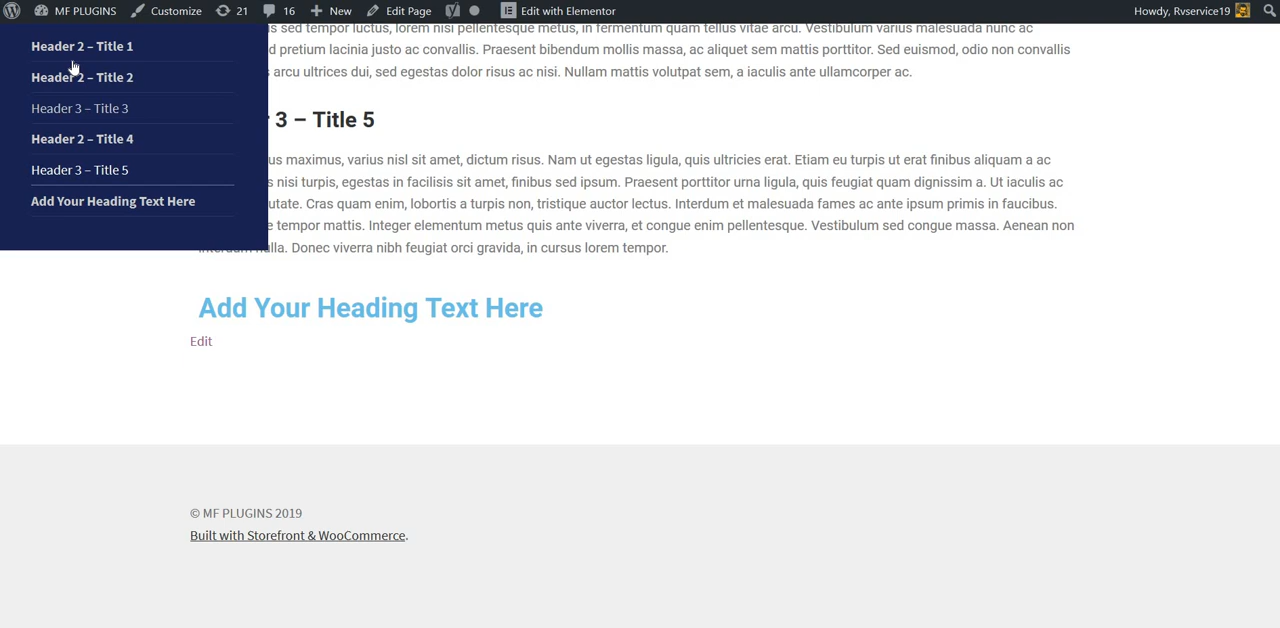 MF PLUGINS Customize 21 16 New Edit Page Edit with Elementor Howdy, Rvservice19
Header 2 – Title 1
Header 2 – Title 2
Header 3 – Title 3
Header 2 – Title 4
Header 3 – Title 5
Add Your Heading Text Here
sed tempor luctus, lorem nisi pellentesque metus, in fermentum quam tellus vitae arcu. Vestibulum varius malesuada nunc ac
pretium lacinia justo ac convallis. Praesent bibendum mollis massa, ac aliquet sem mattis porttitor. Sed euismod, odio non convallis
arcu ultrices dui, sed egestas dolor risus ac nisi. Nullam mattis volutpat sem, a iaculis ante ullamcorper ac.
3 – Title 5
us maximus, varius nisl sit amet, dictum risus. Nam ut egestas ligula, quis ultricies erat. Etiam eu turpis ut erat finibus aliquam a ac
nisi turpis, egestas in facilisis sit amet, finibus sed ipsum. Praesent porttitor urna ligula, quis feugiat quam dignissim a. Ut iaculis ac
utate. Cras quam enim, lobortis a turpis non, tristique auctor lectus. Interdum et malesuada fames ac ante ipsum primis in faucibus.
tempor mattis. Integer elementum metus quis ante viverra, et congue enim pellentesque. Vestibulum sed congue massa. Aenean non
interdum nulla. Donec viverra nibh feugiat orci gravida, in cursus lorem tempor.
Add Your Heading Text Here
Edit
© MF PLUGINS 2019
Built with Storefront & WooCommerce.